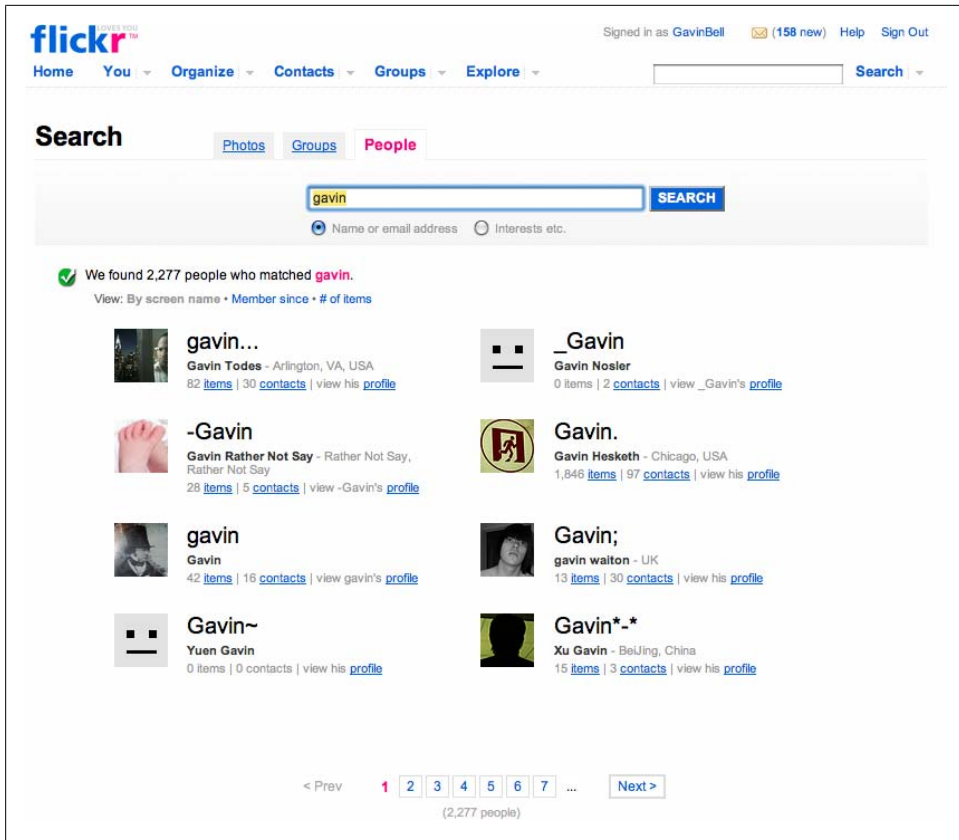 LOVES YOU
flickr™
Signed in as GavinBell (158 new) Help Sign Out
Home You Organize Contacts Groups Explore Search
Search Photos Groups People
gavin SEARCH
Name or email address Interests etc.
We found 2,277 people who matched gavin.
View: By screen name • Member since • # of items
gavin...
Gavin Todes - Arlington, VA, USA
82 items | 30 contacts | view his profile
_Gavin
Gavin Nosler
0 items | 2 contacts | view _Gavin's profile
-Gavin
Gavin Rather Not Say - Rather Not Say,
Rather Not Say
28 items | 5 contacts | view -Gavin's profile
Gavin.
Gavin Hesketh - Chicago, USA
1,846 items | 97 contacts | view his profile
gavin
Gavin
42 items | 16 contacts | view gavin's profile
Gavin;
gavin waiton - UK
13 items | 30 contacts | view his profile
Gavin~
Yuen Gavin
0 items | 0 contacts | view his profile
Gavin*-*
Xu Gavin - BeiJing, China
15 items | 3 contacts | view his profile
< Prev 1 2 3 4 5 6 7 ... Next >
(2,277 people)